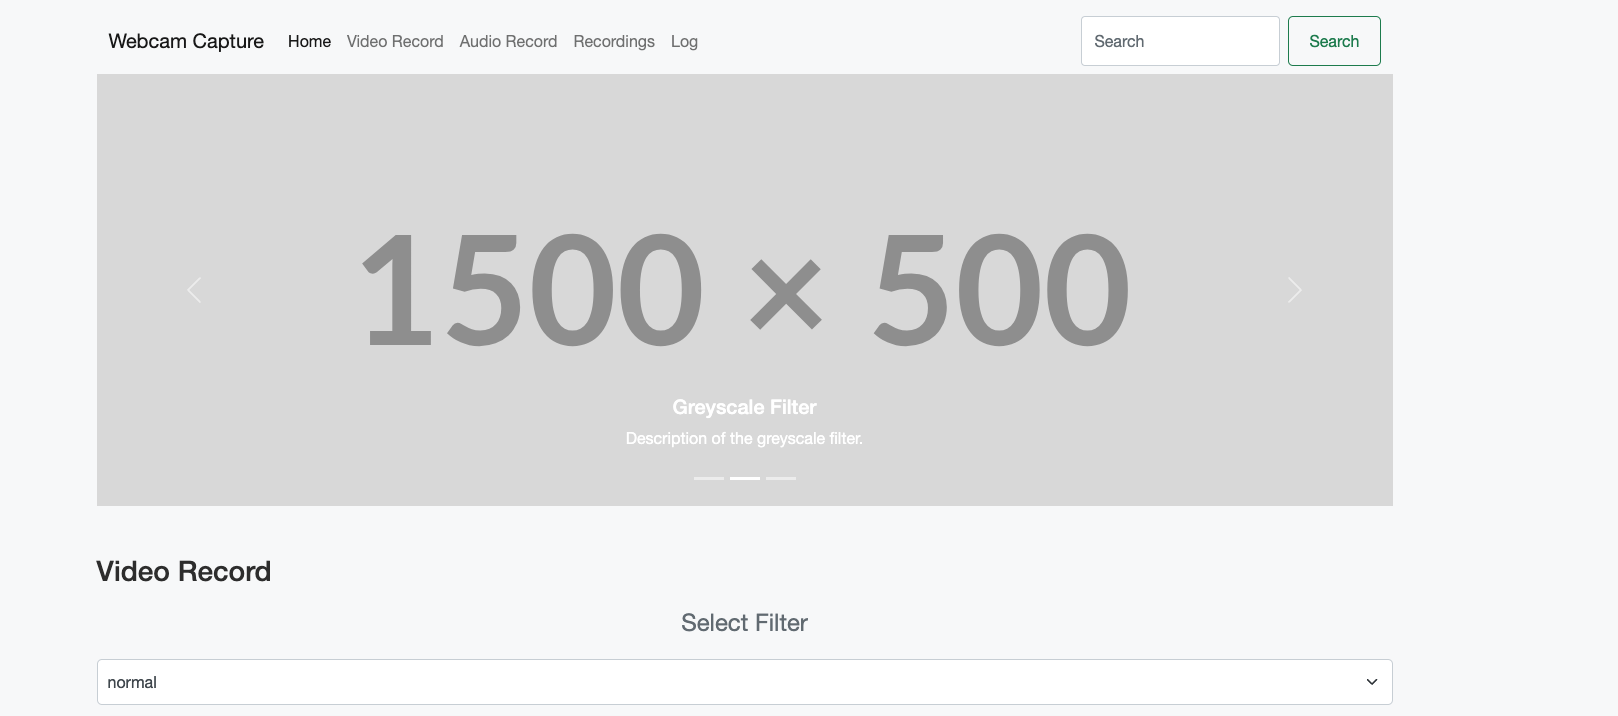 Webcam Capture Home Video Record Audio Record Recordings Log Search Search
1500 × 500
Greyscale Filter
Description of the greyscale filter.
Video Record
Select Filter
normal